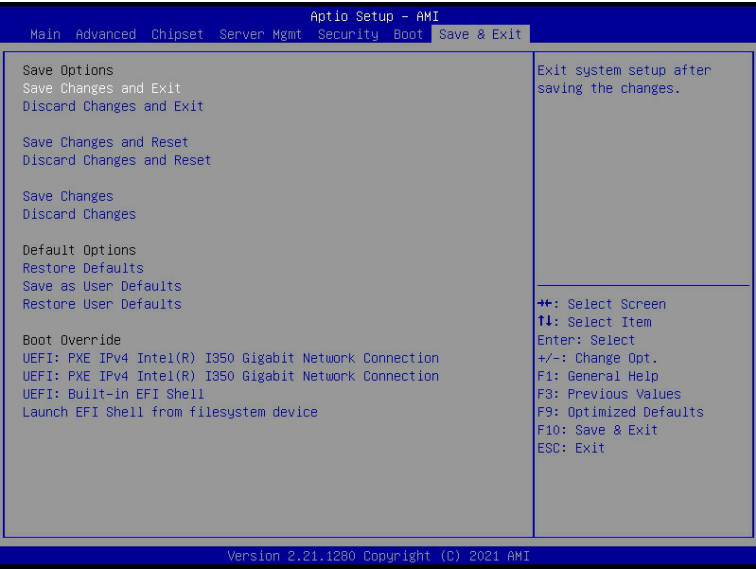 Aptio Setup – AMI
Main Advanced Chipset Server Mgmt Security Boot Save & Exit
Save Options
Save Changes and Exit
Discard Changes and Exit
Save Changes and Reset
Discard Changes and Reset
Save Changes
Discard Changes
Default Options
Restore Defaults
Save as User Defaults
Restore User Defaults
Boot Override
UEFI: PXE IPv4 Intel(R) I350 Gigabit Network Connection
UEFI: PXE IPv4 Intel(R) I350 Gigabit Network Connection
UEFI: Built-in EFI Shell
Launch EFI Shell from filesystem device
Exit system setup after
saving the changes.
→←: Select Screen
↑↓: Select Item
Enter: Select
+/-: Change Opt.
F1: General Help
F3: Previous Values
F9: Optimized Defaults
F10: Save & Exit
ESC: Exit
Version 2.21.1280 Copyright (C) 2021 AMI